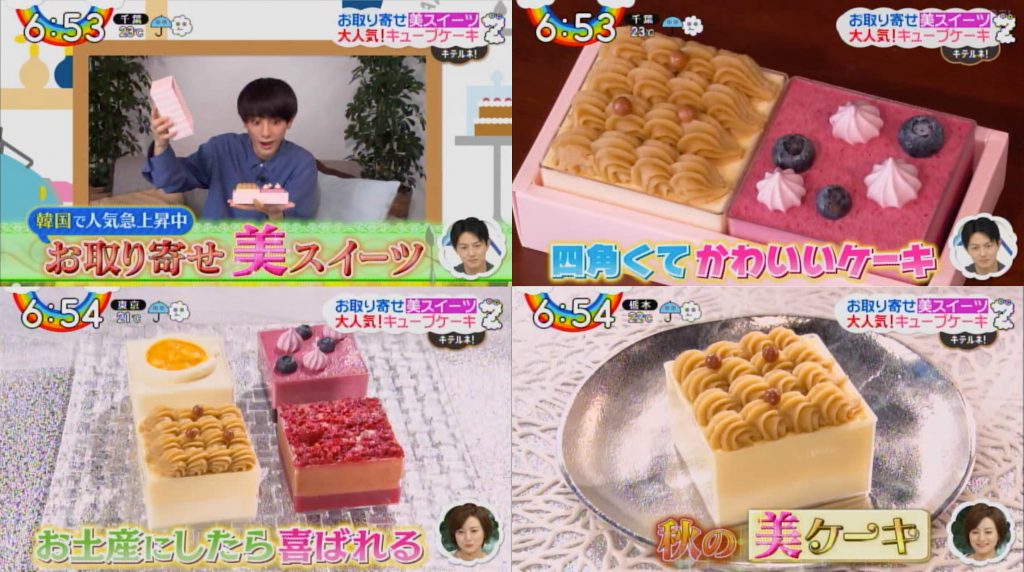 6:53
千葉
23℃
お取り寄せ 美スイーツ
大人気!キューブケーキ
キテルネ!
韓国で人気急上昇中
お取り寄せ 美スイーツ
6:53
千葉
23℃
お取り寄せ 美スイーツ
大人気!キューブケーキ
キテルネ!
四角くてかわいいケーキ
6:54
東京
21℃
お取り寄せ 美スイーツ
大人気!キューブケーキ
キテルネ!
お土産にしたら喜ばれる
6:54
栃木
22℃
お取り寄せ 美スイーツ
大人気!キューブケーキ
キテルネ!
秋の美ケーキ